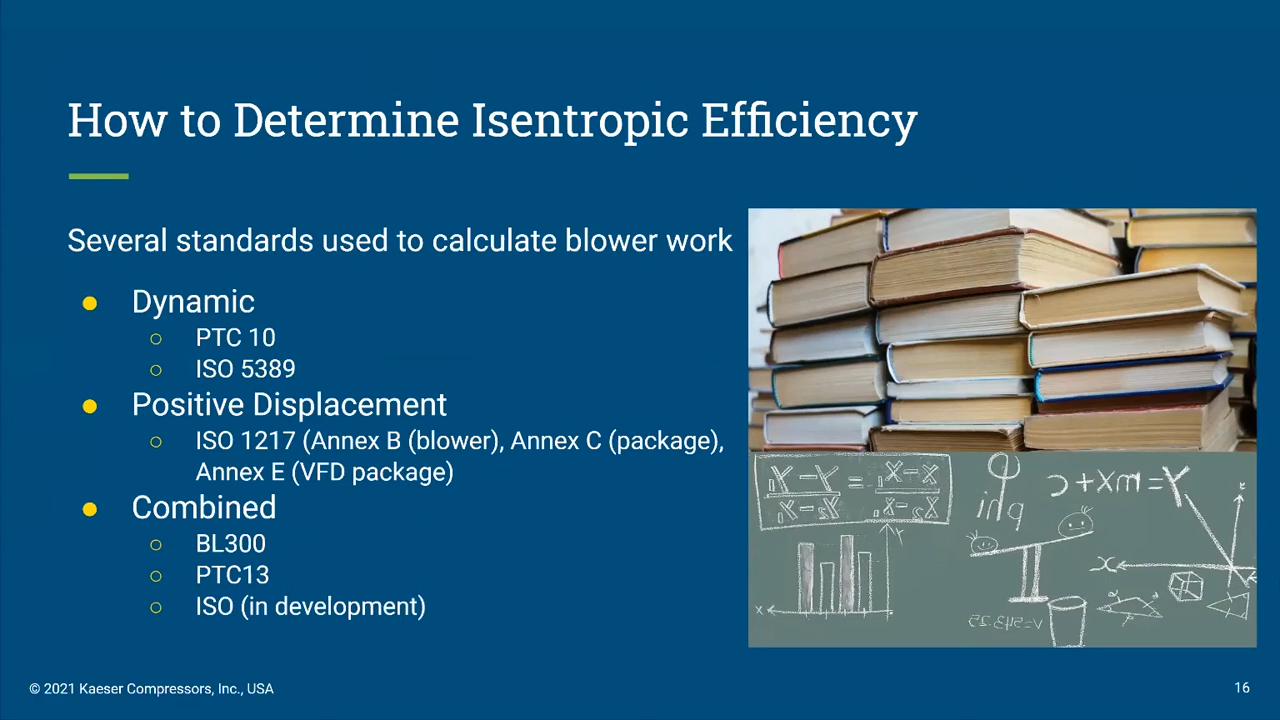 How to Determine Isentropic Efficiency
Several standards used to calculate blower work
● Dynamic
○ PTC 10
○ ISO 5389
● Positive Displacement
○ ISO 1217 (Annex B (blower), Annex C (package),
Annex E (VFD package)
● Combined
○ BL300
○ PTC13
○ ISO (in development)
© 2021 Kaeser Compressors, Inc., USA
16